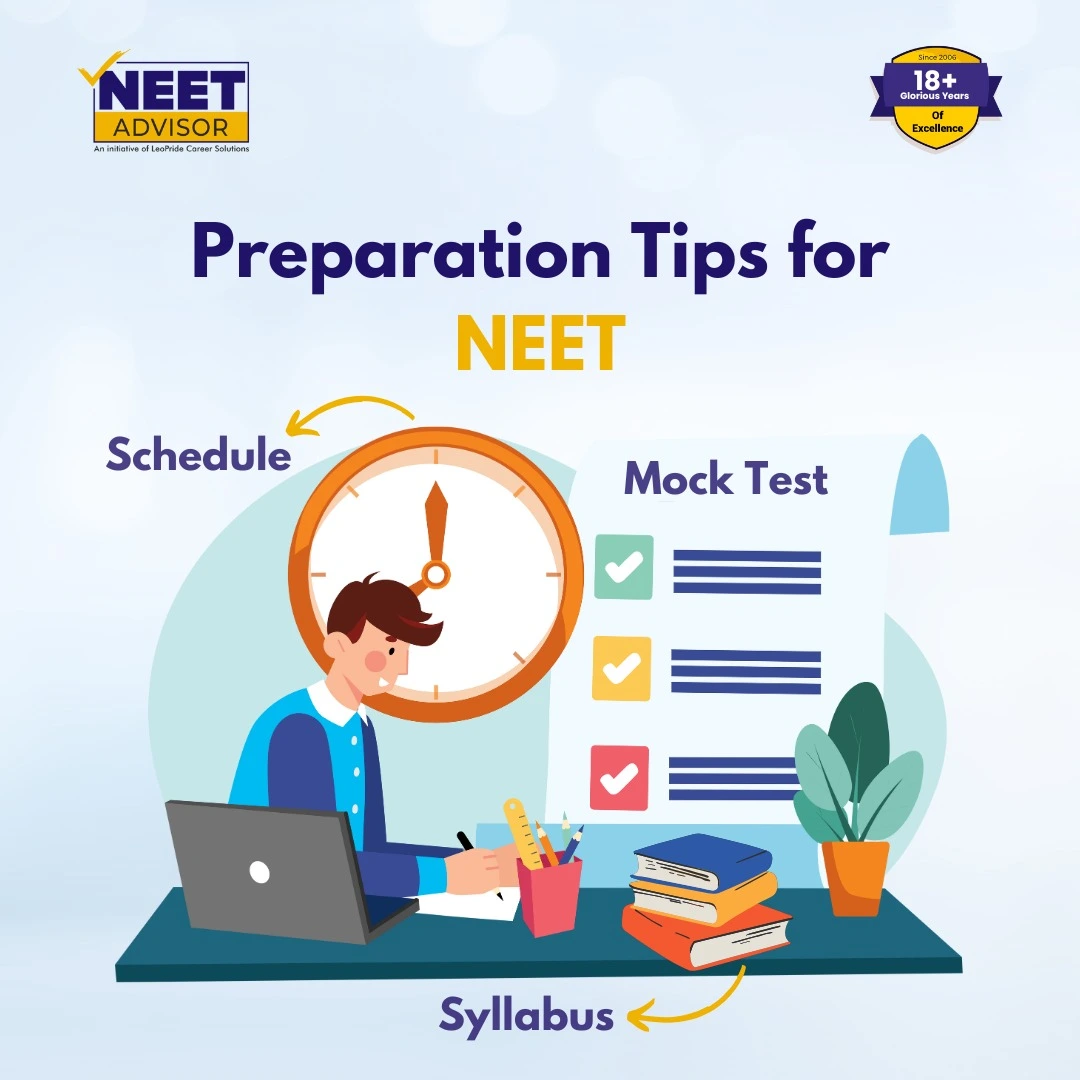 NEET
ADVISOR
An initiative of LeoPride Career Solutions
Since 2006
18+
Glorious Years
Of
Excellence
Preparation Tips for
NEET
Schedule
Mock Test
Syllabus